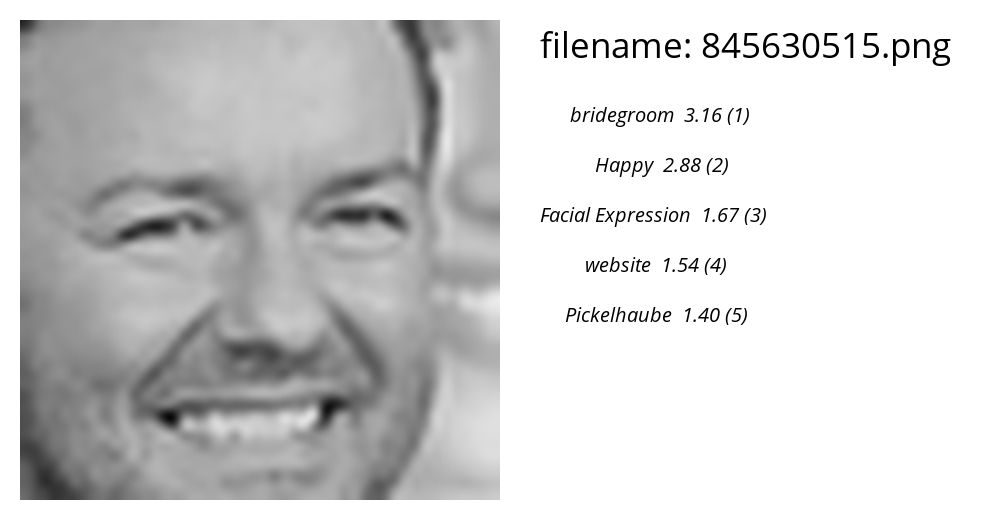 filename: 845630515.png
bridegroom 3.16 (1)
Happy 2.88 (2)
Facial Expression 1.67 (3)
website 1.54 (4)
Pickelhaube 1.40 (5)